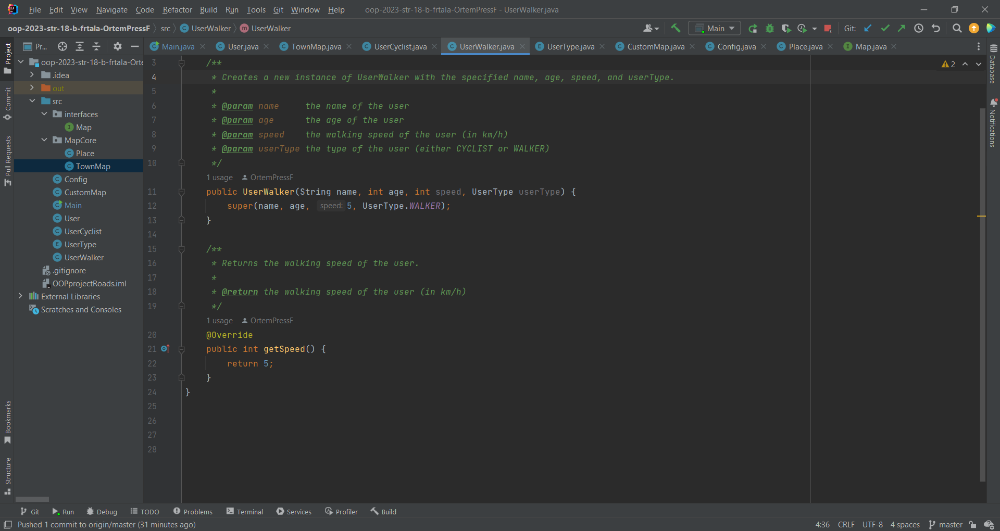 File Edit View Navigate Code Refactor Build Run Tools Git Window Help oop-2023-str-18-b-frtala-OrtemPressF - UserWalker.java
oop-2023-str-18-b-frtala-OrtemPressF src UserWalker UserWalker Main Git:
Pr... Main.java User.java TownMap.java UserCyclist.java UserWalker.java UserType.java CustomMap.java Config.java Place.java Map.java
Project
Commit
Pull Requests
Bookmarks
Structure
oop-2023-str-18-b-frtala-Orte
.idea
out
src
interfaces
Map
MapCore
Place
TownMap
Config
CustomMap
Main
User
UserCyclist
UserType
UserWalker
.gitignore
OOPprojectRoads.iml
External Libraries
Scratches and Consoles
3 /**
4 * Creates a new instance of UserWalker with the specified name, age, speed, and userType.
5 *
6 * @param name the name of the user
7 * @param age the age of the user
8 * @param speed the walking speed of the user (in km/h)
9 * @param userType the type of the user (either CYCLIST or WALKER)
10 */
1 usage OrtemPressF
11 public UserWalker(String name, int age, int speed, UserType userType) {
12 super(name, age, speed: 5, UserType.WALKER);
13 }
14
15 /**
16 * Returns the walking speed of the user.
17 *
18 * @return the walking speed of the user (in km/h)
19 */
1 usage OrtemPressF
20 @Override
21 public int getSpeed() {
22 return 5;
23 }
24 }
25
26
27
28
2
Database
Notifications
Git Run Debug TODO Problems Terminal Services Profiler Build
Pushed 1 commit to origin/master (31 minutes ago) 4:36 CRLF UTF-8 4 spaces master